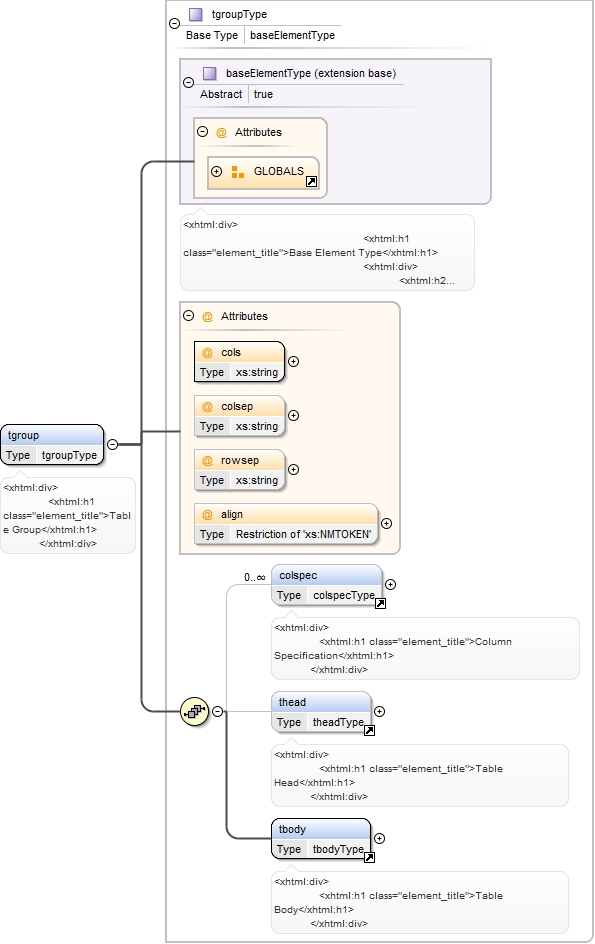 tgroupType
Base Type baseElementType
baseElementType (extension base)
Abstract true
@ Attributes
GLOBALS
<xhtml:div>
<xhtml:h1
class="element_title">Base Element Type</xhtml:h1>
<xhtml:div>
<xhtml:h2...
@ Attributes
@ cols
Type xs:string
@ colsep
Type xs:string
@ rowsep
Type xs:string
@ align
Type Restriction of 'xs:NMTOKEN'
tgroup
Type tgroupType
<xhtml:div>
<xhtml:h1
class="element_title">Tabl
e Group</xhtml:h1>
</xhtml:div>
0..∞
colspec
Type colspecType
<xhtml:div>
<xhtml:h1 class="element_title">Column
Specification</xhtml:h1>
</xhtml:div>
thead
Type theadType
<xhtml:div>
<xhtml:h1 class="element_title">Table
Head</xhtml:h1>
</xhtml:div>
tbody
Type tbodyType
<xhtml:div>
<xhtml:h1 class="element_title">Table
Body</xhtml:h1>
</xhtml:div>